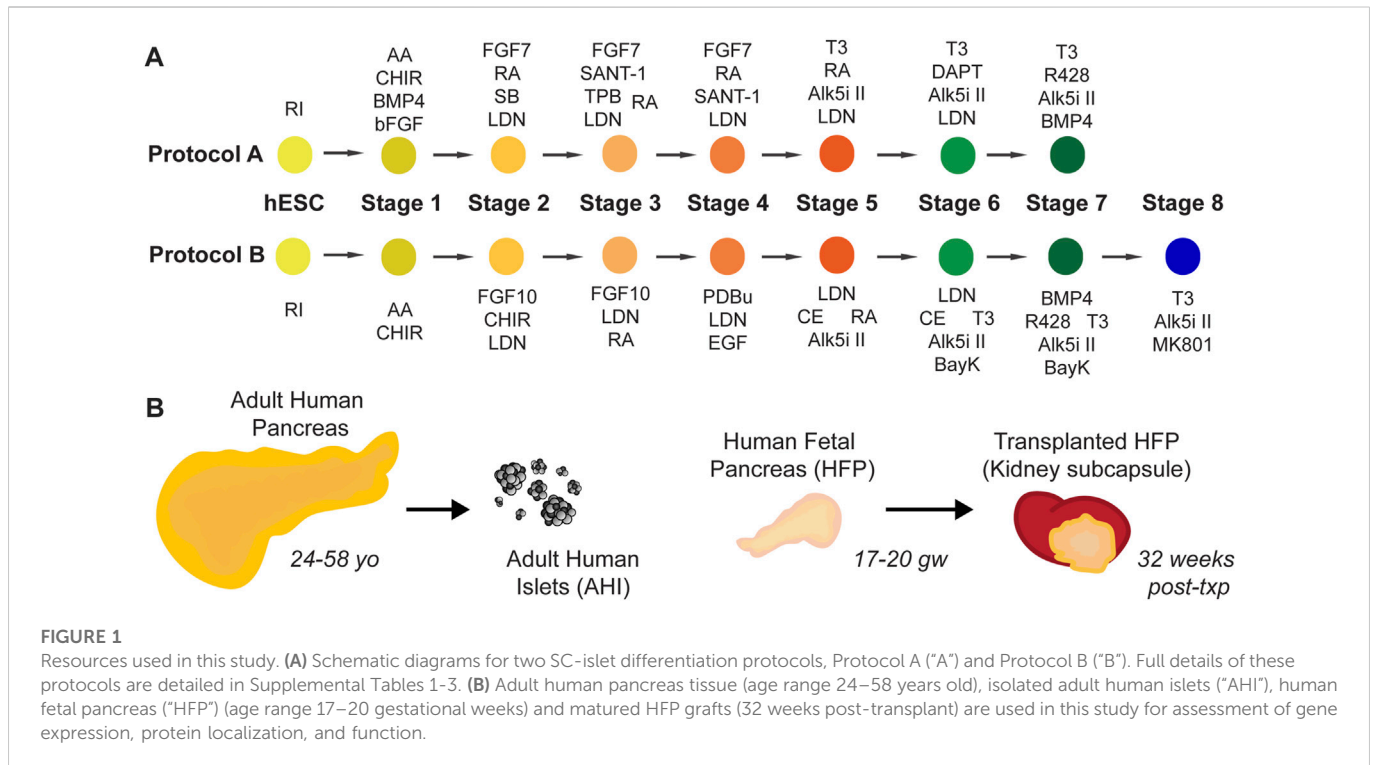 A
RI
AA
CHIR
BMP4
bFGF
FGF7
RA
SB
LDN
FGF7
SANT-1
TPB RA
LDN
FGF7
RA
SANT-1
LDN
T3
RA
Alk5i II
LDN
T3
DAPT
Alk5i II
LDN
T3
R428
Alk5i II
BMP4
Protocol A
hESC Stage 1 Stage 2 Stage 3 Stage 4 Stage 5 Stage 6 Stage 7 Stage 8
Protocol B
RI
AA
CHIR
FGF10
CHIR
LDN
FGF10
LDN
RA
PDBu
LDN
EGF
LDN
CE RA
Alk5i II
LDN
CE T3
Alk5i II
BayK
BMP4
R428 T3
Alk5i II
BayK
T3
Alk5i II
MK801
B
Adult Human
Pancreas
24-58 yo
Adult Human
Islets (AHI)
Human Fetal
Pancreas (HFP)
17-20 gw
Transplanted HFP
(Kidney subcapsule)
32 weeks
post-txp
FIGURE 1
Resources used in this study. (A) Schematic diagrams for two SC-islet differentiation protocols, Protocol A (“A”) and Protocol B (“B”). Full details of these
protocols are detailed in Supplemental Tables 1-3. (B) Adult human pancreas tissue (age range 24–58 years old), isolated adult human islets (“AHI”), human
fetal pancreas (“HFP”) (age range 17–20 gestational weeks) and matured HFP grafts (32 weeks post-transplant) are used in this study for assessment of gene
expression, protein localization, and function.